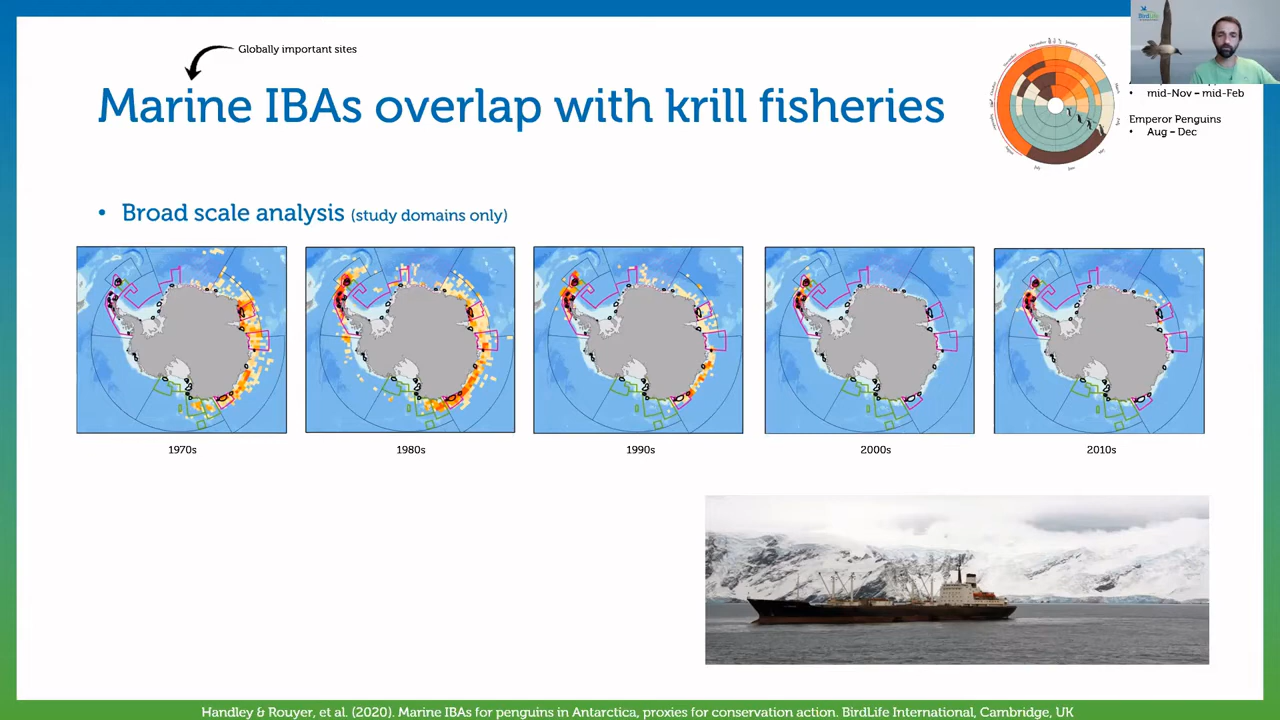 Globally important sites
Marine IBAs overlap with krill fisheries
BirdLife
• mid-Nov – mid-Feb
Emperor Penguins
• Aug – Dec
• Broad scale analysis (study domains only)
1970s
1980s
1990s
2000s
2010s
Handley & Rouyer, et al. (2020). Marine IBAs for penguins in Antarctica, proxies for conservation action. BirdLife International, Cambridge, UK